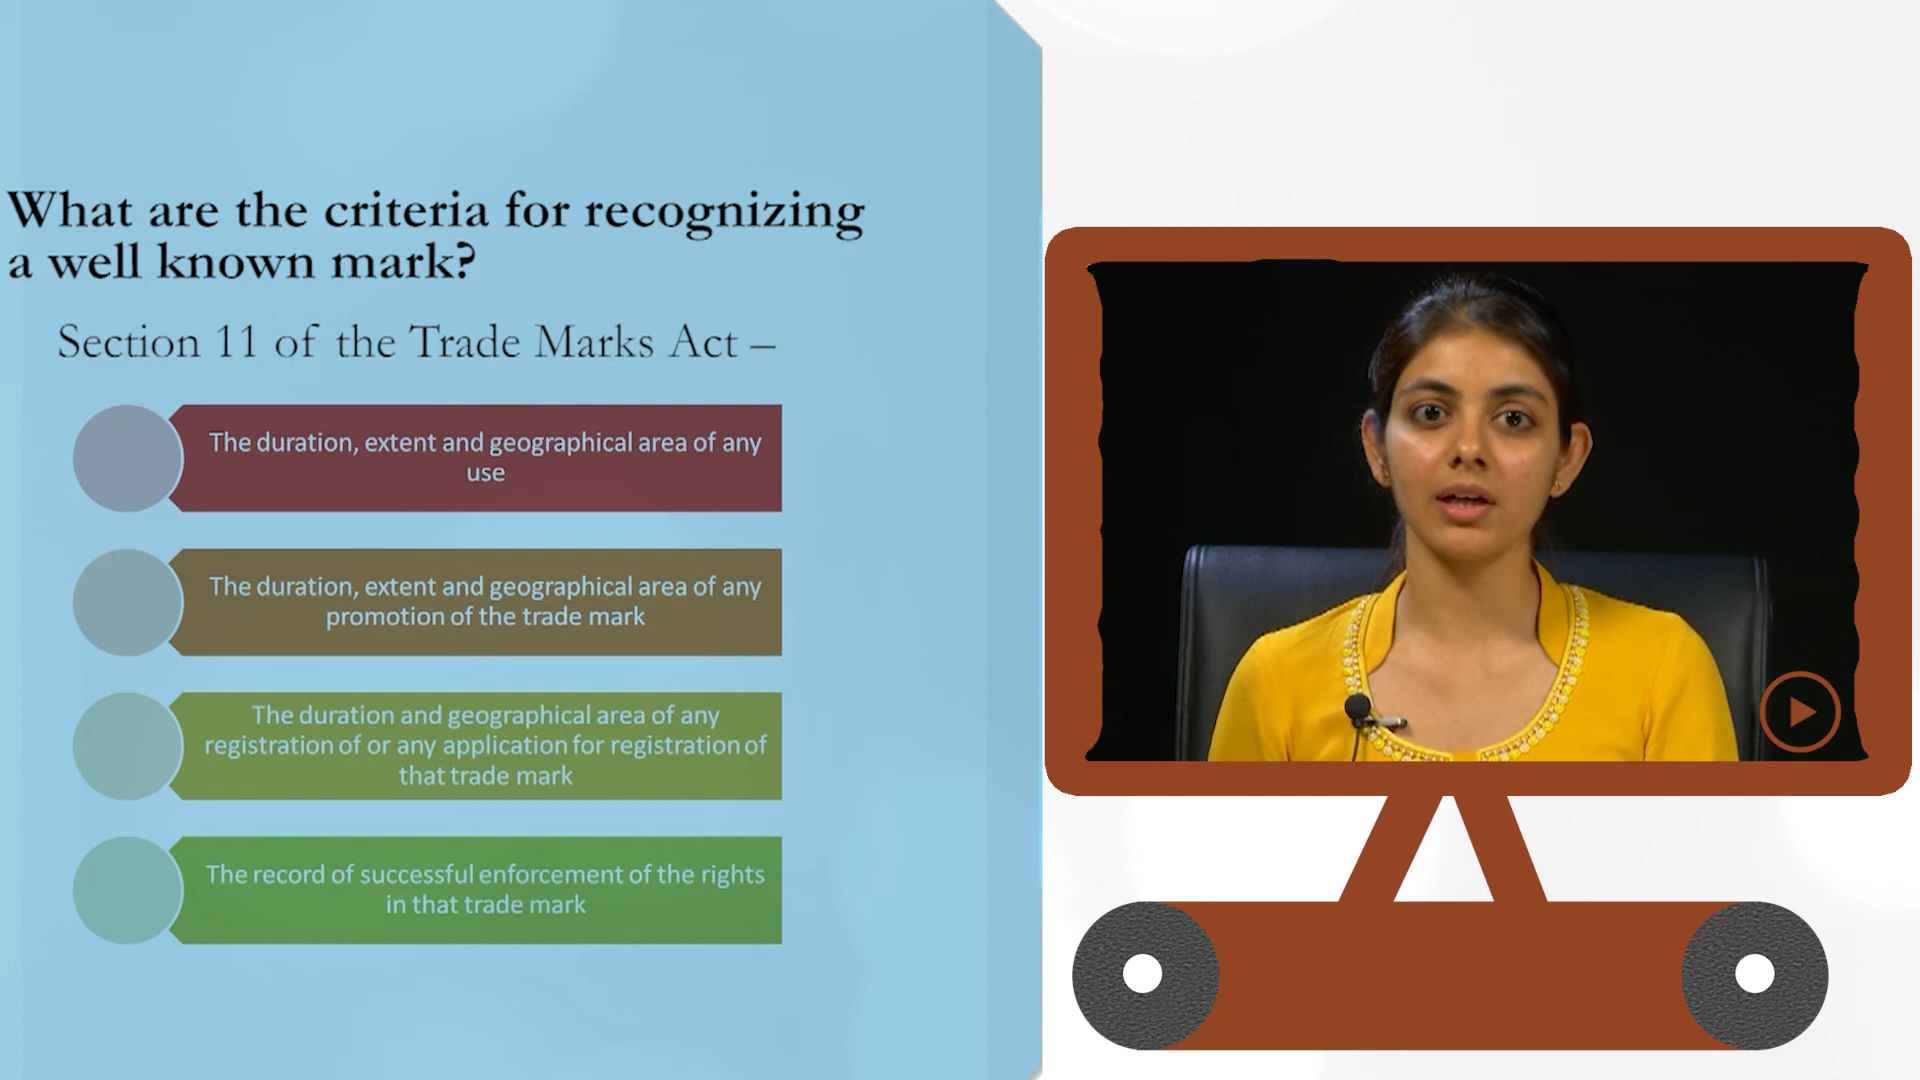 What are the criteria for recognizing
a well known mark?
Section 11 of the Trade Marks Act –
The duration, extent and geographical area of any
use
The duration, extent and geographical area of any
promotion of the trade mark
The duration and geographical area of any
registration of or any application for registration of
that trade mark
The record of successful enforcement of the rights
in that trade mark